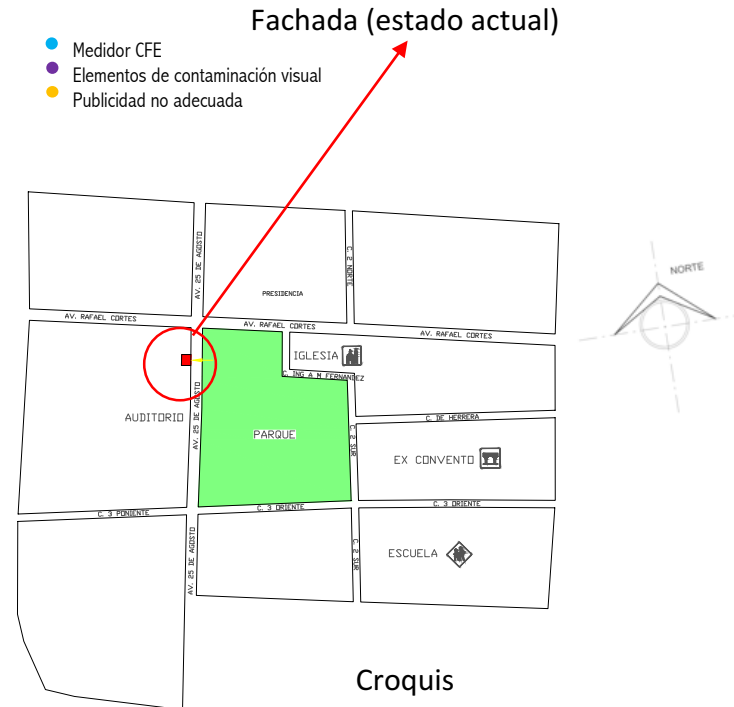 Fachada (estado actual)
Medidor CFE
Elementos de contaminación visual
Publicidad no adecuada
NORTE
AV. 25 DE AGOSTO
C. 2 NORTE
PRESIDENCIA
AV. RAFAEL CORTES
AV. RAFAEL CORTES
AV. RAFAEL CORTES
IGLESIA
C. ING A M FERNANDEZ
AUDITORIO
AV. 25 DE AGOSTO
PARQUE
C. 2 SUR
C. DE HERRERA
EX CONVENTO
C. 3 PONIENTE
C. 3 ORIENTE
C. 3 ORIENTE
AV. 25 DE AGOSTO
C. 2 SUR
ESCUELA
Croquis